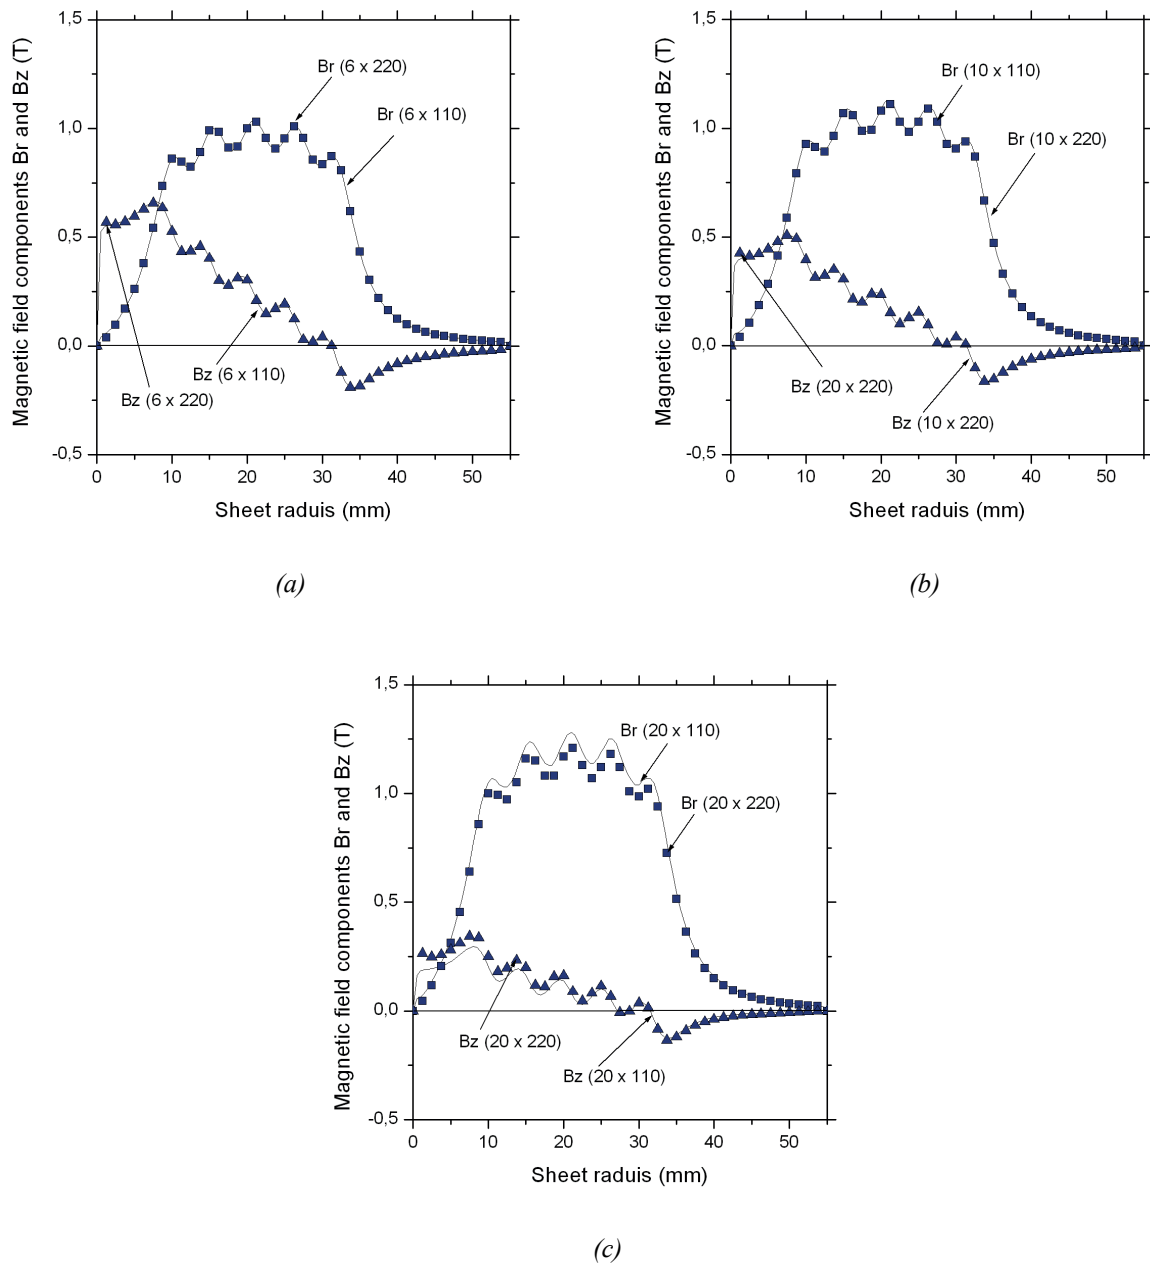 1,5
1,0
0,5
0,0
-0,5
Magnetic field components Br and Bz (T)
Br (6 x 220)
Br (6 x 110)
Bz (6 x 110)
Bz (6 x 220)
0 10 20 30 40 50
Sheet raduis (mm)
(a)
1,5
1,0
0,5
0,0
-0,5
Magnetic field components Br and Bz (T)
Br (10 x 110)
Br (10 x 220)
Bz (20 x 220)
Bz (10 x 220)
0 10 20 30 40 50
Sheet raduis (mm)
(b)
1,5
1,0
0,5
0,0
-0,5
Magnetic field components Br and Bz (T)
Br (20 x 110)
Br (20 x 220)
Bz (20 x 220)
Bz (20 x 110)
0 10 20 30 40 50
Sheet raduis (mm)
(c)